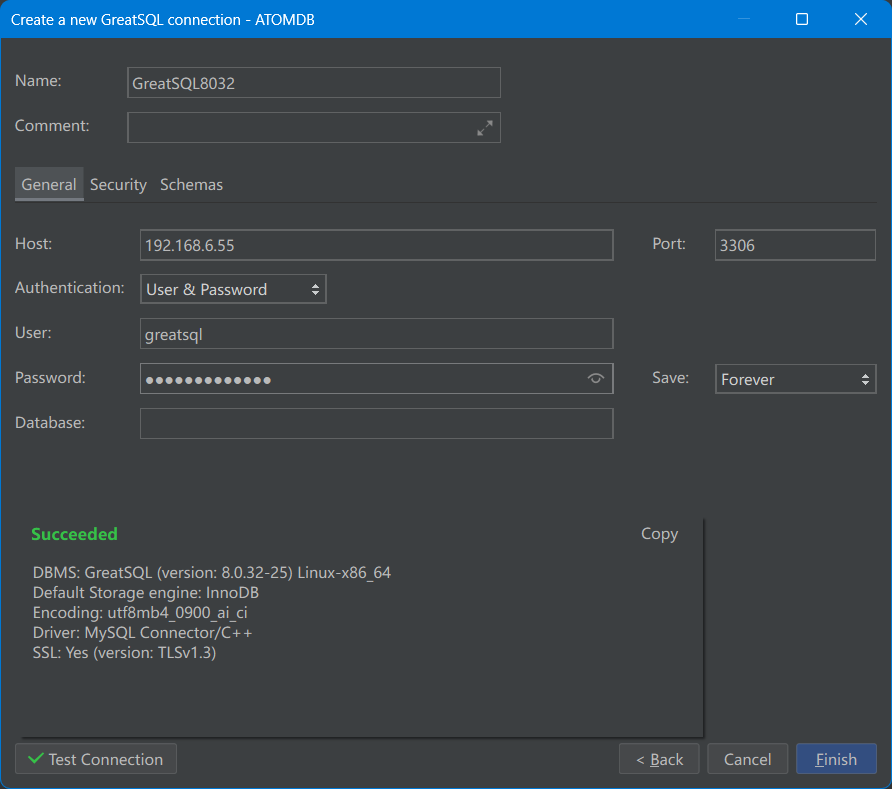 Create a new GreatSQL connection - ATOMDB
Name: GreatSQL8032
Comment:
General Security Schemas
Host: 192.168.6.55 Port: 3306
Authentication: User & Password
User: greatsql
Password: ●●●●●●●●●●●●● Save: Forever
Database:
Succeeded Copy
DBMS: GreatSQL (version: 8.0.32-25) Linux-x86_64
Default Storage engine: InnoDB
Encoding: utf8mb4_0900_ai_ci
Driver: MySQL Connector/C++
SSL: Yes (version: TLSv1.3)
Test Connection < Back Cancel Finish